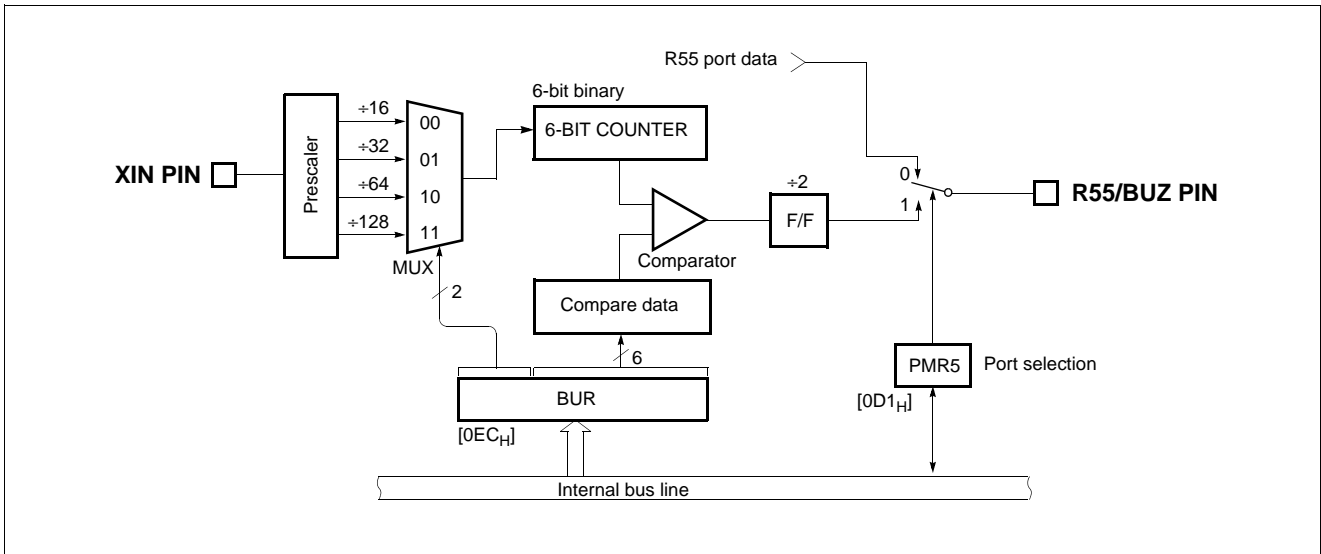 R55 port data
6-bit binary
6-BIT COUNTER
XIN PIN
Prescaler
÷16
÷32
÷64
÷128
00
01
10
11
MUX
2
÷2
F/F
0
1
R55/BUZ PIN
Comparator
Compare data
6
BUR
[0ECH]
PMR5
Port selection
[0D1H]
Internal bus line